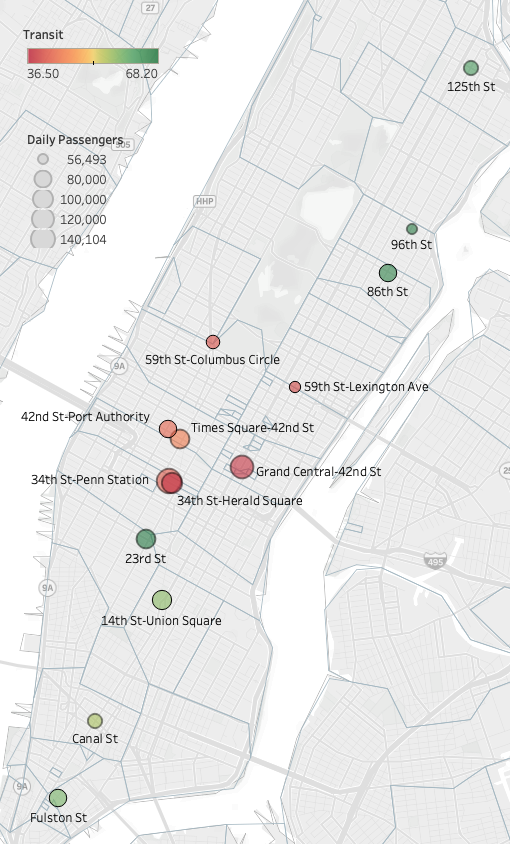 27
Transit
36.50 68.20
125th St
Daily Passengers
505
56,493
80,000
100,000
120,000
140,104
HHP
96th St
86th St
59th St-Columbus Circle
9A
59th St-Lexington Ave
42nd St-Port Authority
Times Square-42nd St
Grand Central-42nd St
34th St-Penn Station
34th St-Herald Square
23rd St
495
9A
14th St-Union Square
Canal St
9A
Fulston St